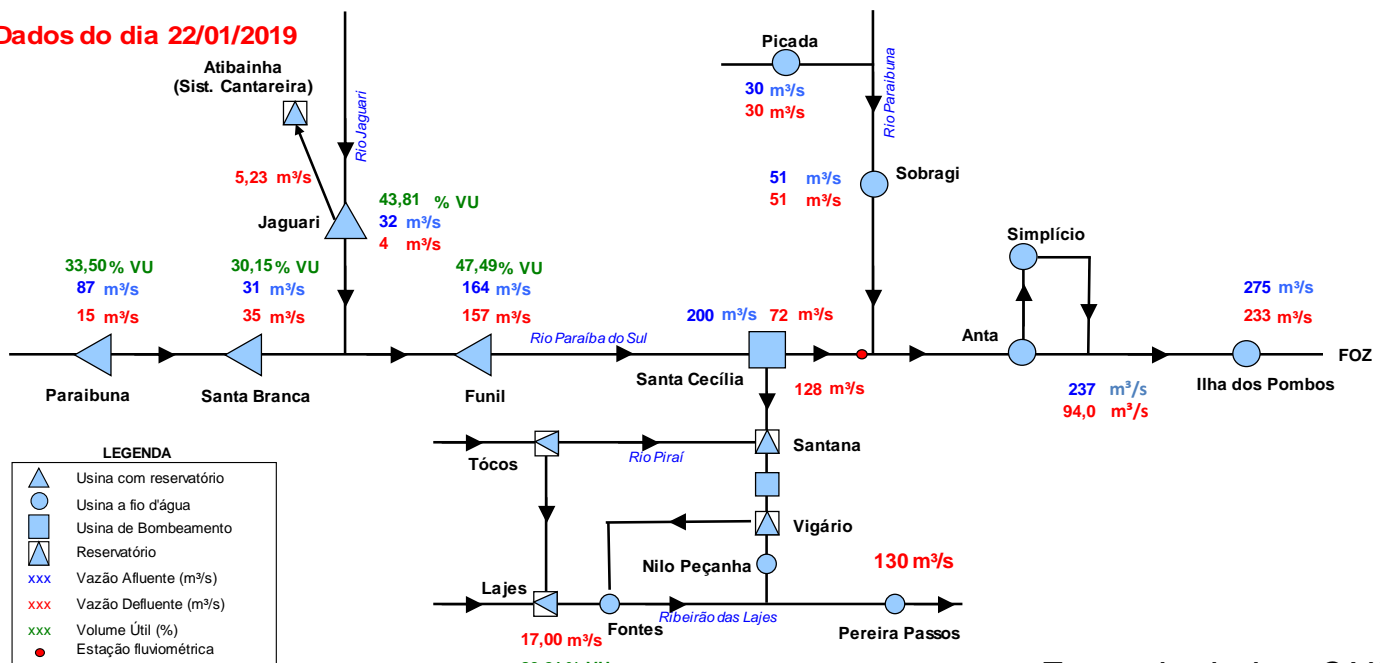 Dados do dia 22/01/2019
Atibainha
(Sist. Cantareira)
Rio Jaguari
5,23 m³/s
Jaguari
43,81 % VU
32 m³/s
4 m³/s
Picada
30 m³/s
30 m³/s
Rio Paraibuna
51 m³/s
51 m³/s
Sobragi
Simplício
33,50% VU
87 m³/s
15 m³/s
30,15% VU
31 m³/s
35 m³/s
47,49% VU
164 m³/s
157 m³/s
Rio Paraíba do Sul
200 m³/s 72 m³/s
Anta
275 m³/s
233 m³/s
FOZ
Paraibuna
Santa Branca
Funil
Santa Cecília
128 m³/s
237 m³/s
94,0 m³/s
Ilha dos Pombos
Tócos
Rio Piraí
Santana
Vigário
Nilo Peçanha
130 m³/s
Lajes
Fontes
Ribeirão das Lajes
Pereira Passos
17,00 m³/s
LEGENDA
Usina com reservatório
Usina a fio d'água
Usina de Bombeamento
Reservatório
xxx Vazão Afluente (m³/s)
xxx Vazão Defluente (m³/s)
xxx Volume Útil (%)
Estação fluviométrica